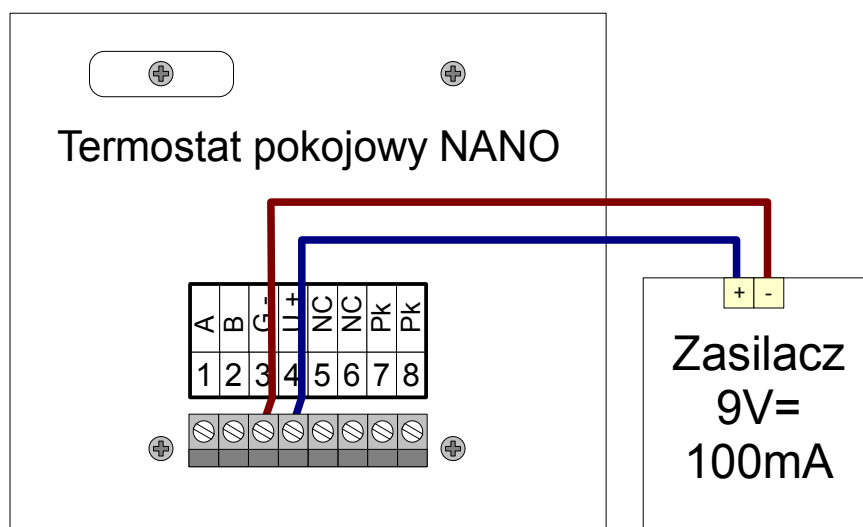 Termostat pokojowy NANO
A B G - U + NC NC Pk Pk
1 2 3 4 5 6 7 8
+ -
Zasilacz
9V=
100mA